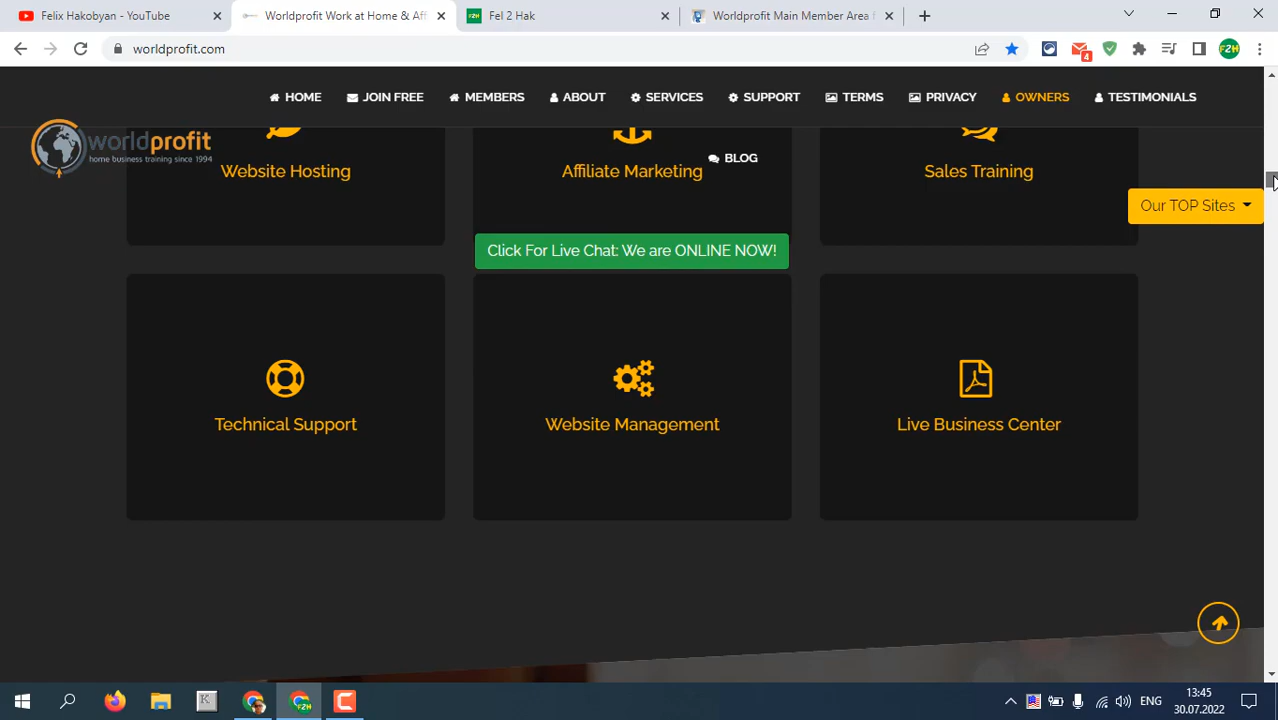 Felix Hakobyan - YouTube
Worldprofit Work at Home & Aff
Fel 2 Hak
Worldprofit Main Member Area f
worldprofit.com
4
F2H
HOME
JOIN FREE
MEMBERS
ABOUT
SERVICES
SUPPORT
TERMS
PRIVACY
OWNERS
TESTIMONIALS
BLOG
worldprofit
home business training since 1994
Website Hosting
Affiliate Marketing
Sales Training
Our TOP Sites
Click For Live Chat: We are ONLINE NOW!
Technical Support
Website Management
Live Business Center
ENG
13:45
30.07.2022